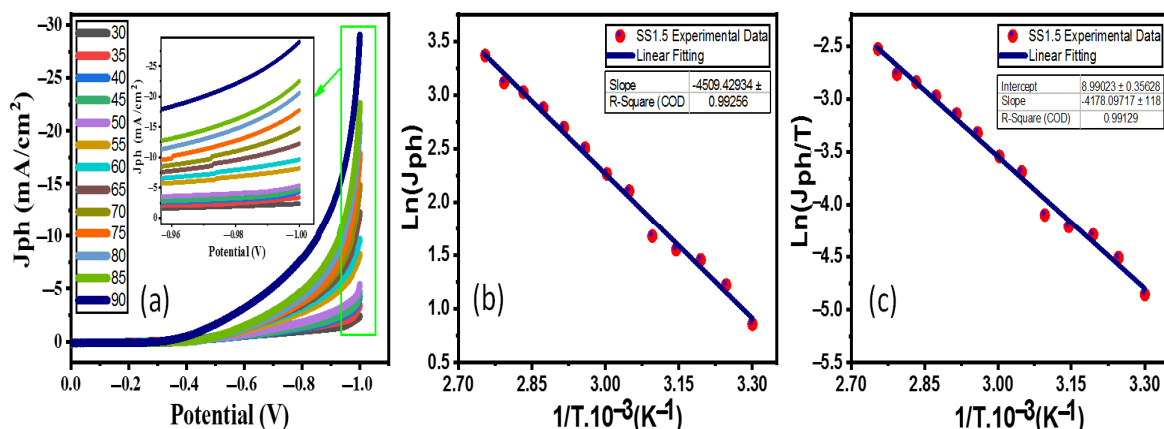 Jph (mA/cm²)
−30
−25
−20
−15
−10
−5
0
30
35
40
45
50
55
60
65
70
75
80
85
90
Jph (mA/cm²)
−25
−20
−15
−10
−5
0
−0.96
−0.98
−1.00
Potential (V)
(a)
0.0
−0.2
−0.4
−0.6
−0.8
−1.0
Potential (V)
Ln(Jph)
3.5
3.0
2.5
2.0
1.5
1.0
0.5
SS1.5 Experimental Data
Linear Fitting
Slope −4509.42934 ±
R-Square (COD 0.99256
(b)
2.70
2.85
3.00
3.15
3.30
1/T.10⁻³(K⁻¹)
Ln(Jph/T)
−2.5
−3.0
−3.5
−4.0
−4.5
−5.0
−5.5
SS1.5 Experimental Data
Linear Fitting
Intercept 8.99023 ± 0.35628
Slope -4178.09717 ± 118
R-Square (COD) 0.99129
(c)
2.70
2.85
3.00
3.15
3.30
1/T.10⁻³(K⁻¹)